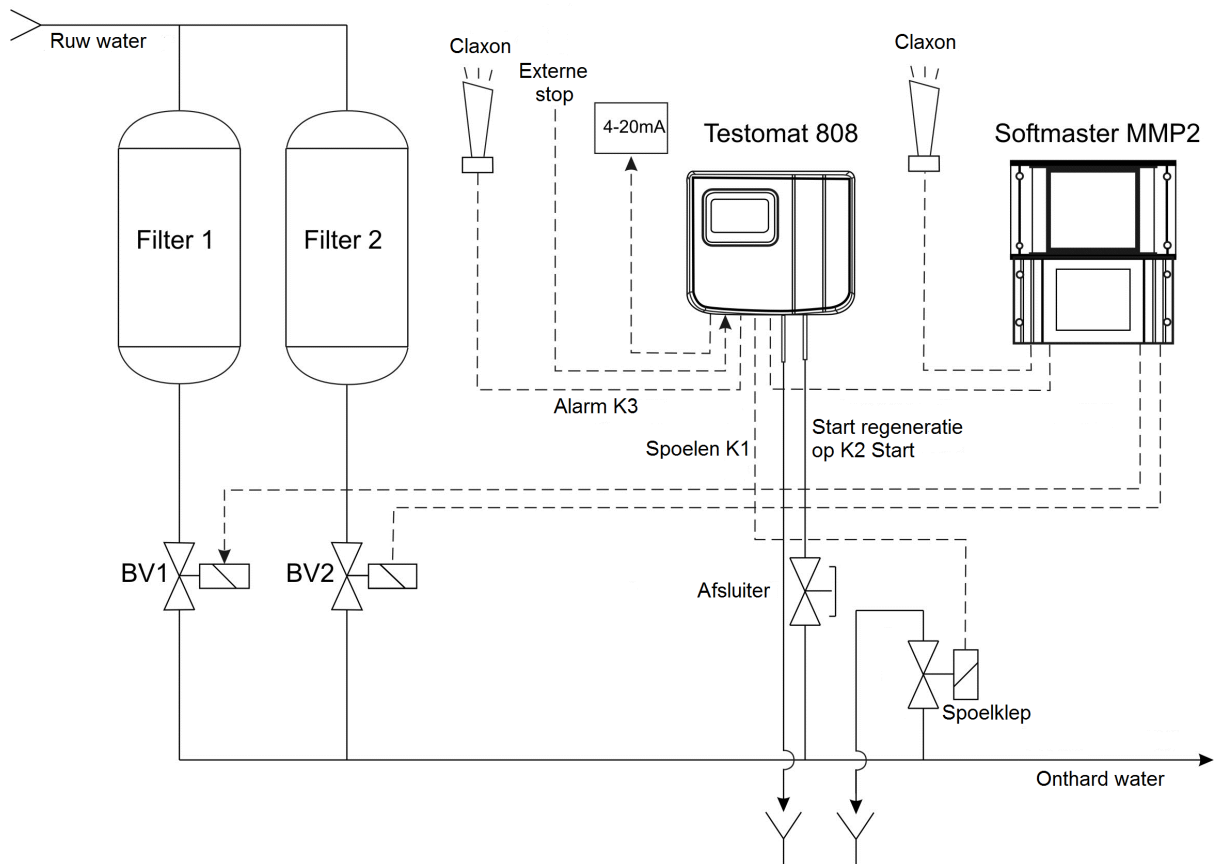 Ruw water
Claxon
Externe
stop
4-20mA
Testomat 808
Claxon
Softmaster MMP2
Filter 1
Filter 2
Alarm K3
Spoelen K1
Start regeneratie
op K2 Start
BV1
BV2
Afsluiter
Spoelklep
Onthard water